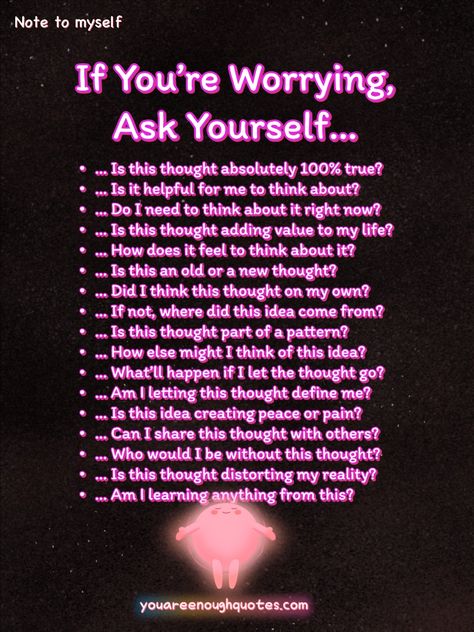 Note to myself
If You’re Worrying,
Ask Yourself...
• ... Is this thought absolutely 100% true?
• ... Is it helpful for me to think about?
• ... Do I need to think about it right now?
• ... Is this thought adding value to my life?
• ... How does it feel to think about it?
• ... Is this an old or a new thought?
• ... Did I think this thought on my own?
• ... If not, where did this idea come from?
• ... Is this thought part of a pattern?
• ... How else might I think of this idea?
• ... What’ll happen if I let the thought go?
• ... Am I letting this thought define me?
• ... Is this idea creating peace or pain?
• ... Can I share this thought with others?
• ... Who would I be without this thought?
• ... Is this thought distorting my reality?
• ... Am I learning anything from this?
youareenoughquotes.com